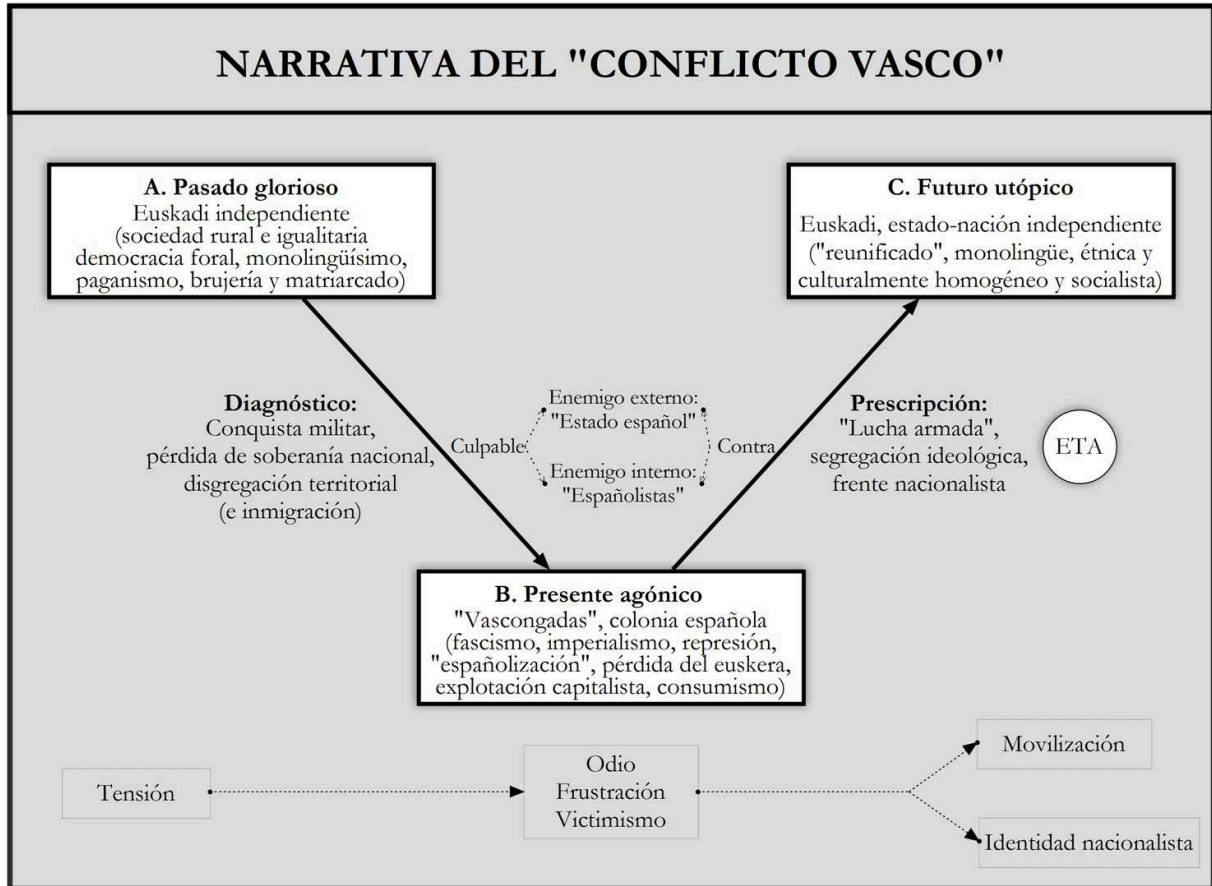 NARRATIVA DEL "CONFLICTO VASCO"
A. Pasado glorioso
Euskadi independiente
(sociedad rural e igualitaria
democracia foral, monolingüísimo,
paganismo, brujería y matriarcado)
C. Futuro utópico
Euskadi, estado-nación independiente
("reunificado", monolingüe, étnica y
culturalmente homogéneo y socialista)
Diagnóstico:
Conquista militar,
pérdida de soberanía nacional,
disgregación territorial
(e inmigración)
Culpable
Enemigo externo:
"Estado español"
Enemigo interno:
"Españolistas"
Contra
Prescripción:
"Lucha armada",
segregación ideológica,
frente nacionalista
ETA
B. Presente agónico
"Vascongadas", colonia española
(fascismo, imperialismo, represión,
"españolización", pérdida del euskera,
explotación capitalista, consumismo)
Tensión
Odio
Frustración
Victimismo
Movilización
Identidad nacionalista